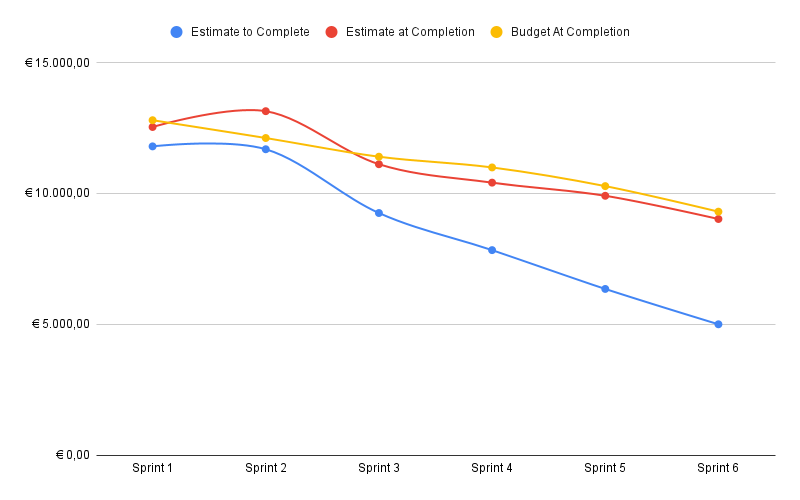 Estimate to Complete Estimate at Completion Budget At Completion
€ 15.000,00
€ 10.000,00
€ 5.000,00
€ 0,00
Sprint 1 Sprint 2 Sprint 3 Sprint 4 Sprint 5 Sprint 6